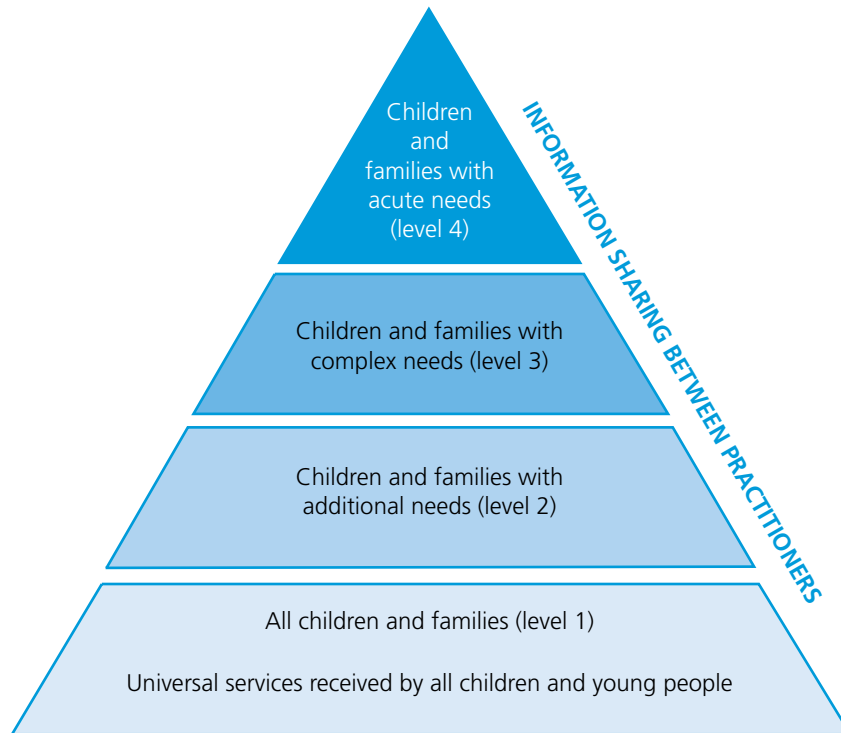 Children
and
families with
acute needs
(level 4)
INFORMATION SHARING BETWEEN PRACTITIONERS
Children and families with
complex needs (level 3)
Children and families with
additional needs (level 2)
All children and families (level 1)
Universal services received by all children and young people